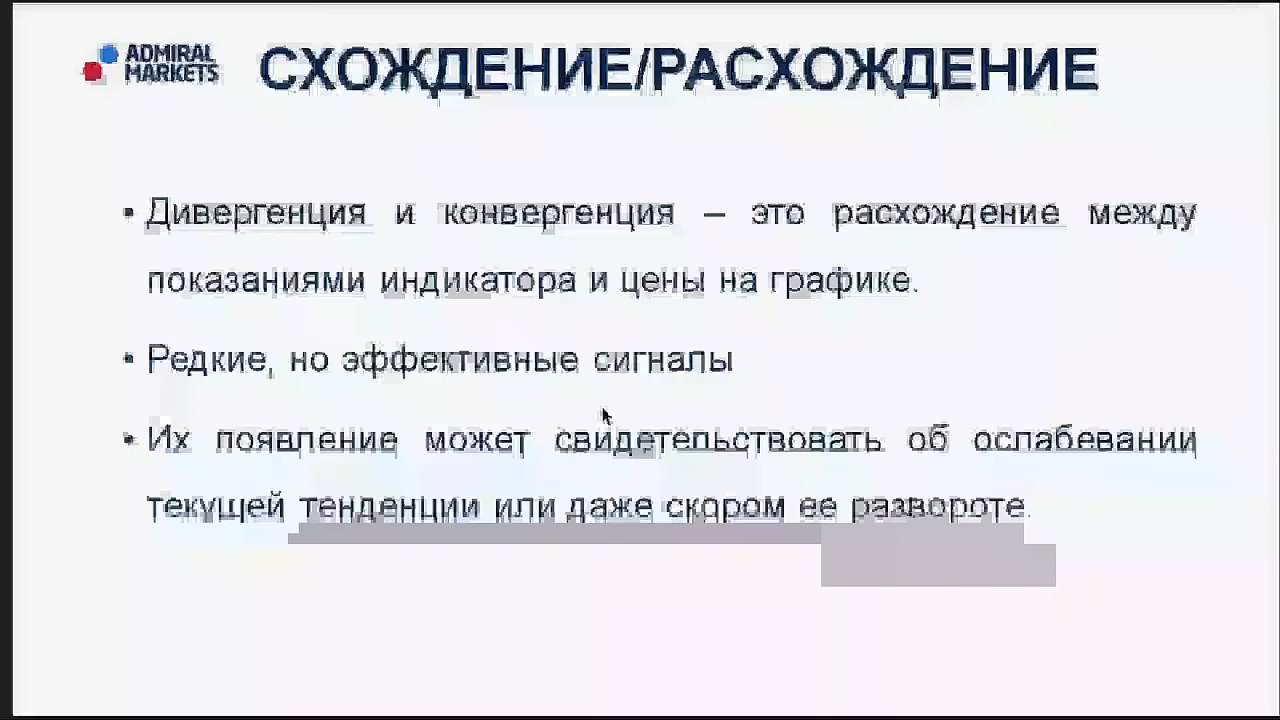 ADMIRAL
MARKETS
СХОЖДЕНИЕ/РАСХОЖДЕНИЕ
• Дивергенция и конвергенция – это расхождение между
показаниями индикатора и цены на графике.
• Редкие, но эффективные сигналы
• Их появление может свидетельствовать об ослабевании
текущей тенденции или даже скором ее развороте.